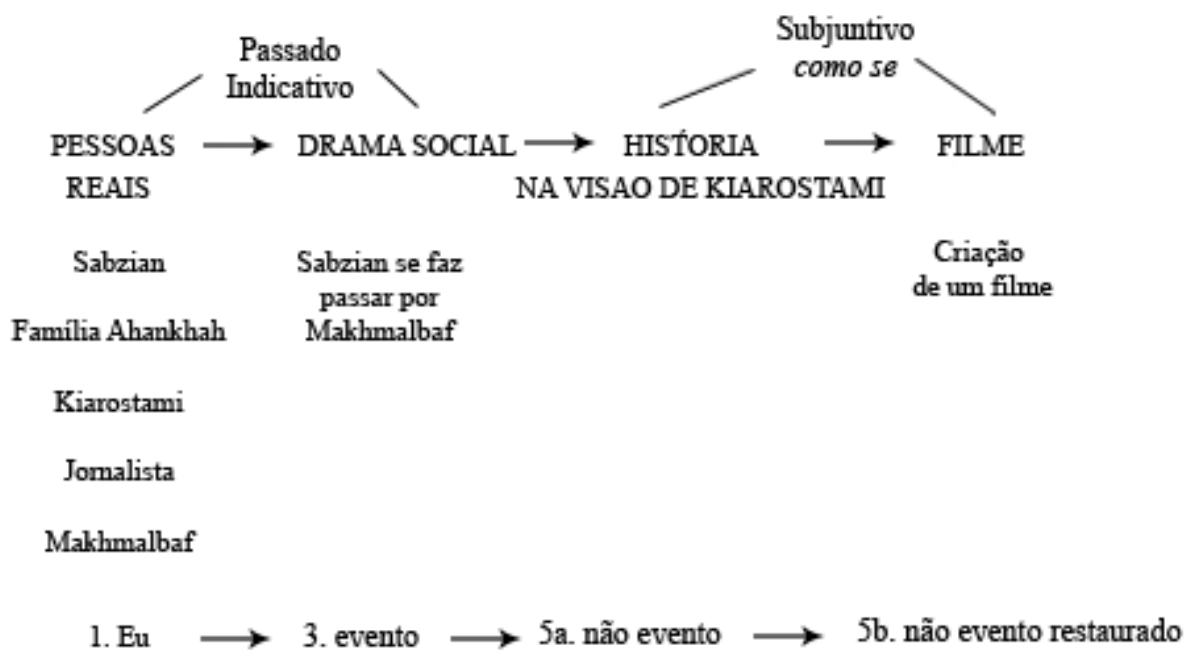 Passado
Indicativo
Subjuntivo
como se
PESSOAS
REAIS
DRAMA SOCIAL
HISTÓRIA
NA VISAO DE KIAROSTAMI
FILME
Sabzian
Família Ahankhah
Kiarostami
Jornalista
Makhmalbaf
Sabzian se faz
passar por
Makhmalbaf
Criação
de um filme
1. Eu
3. evento
5a. não evento
5b. não evento restaurado